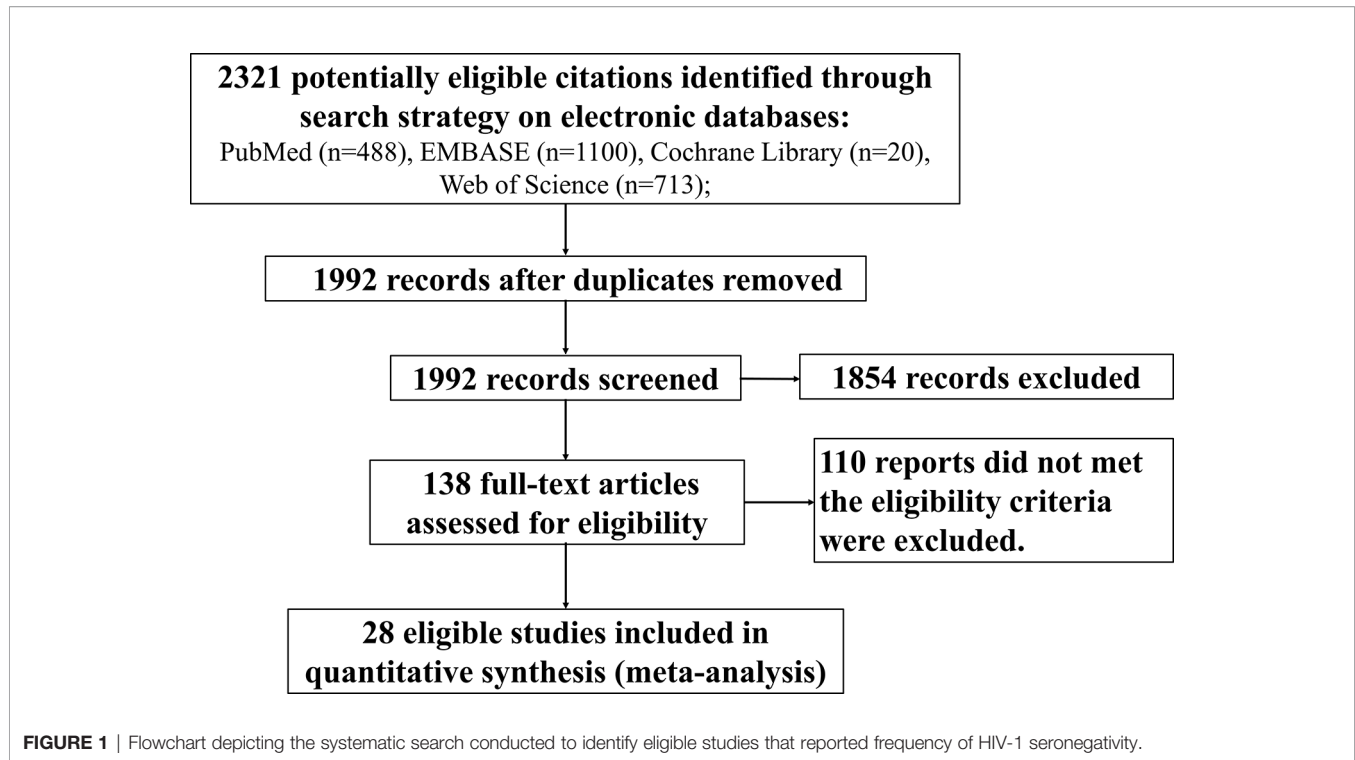 2321 potentially eligible citations identified through
search strategy on electronic databases:
PubMed (n=488), EMBASE (n=1100), Cochrane Library (n=20),
Web of Science (n=713);
1992 records after duplicates removed
1992 records screened
1854 records excluded
138 full-text articles
assessed for eligibility
110 reports did not met
the eligibility criteria
were excluded.
28 eligible studies included in
quantitative synthesis (meta-analysis)
FIGURE 1 | Flowchart depicting the systematic search conducted to identify eligible studies that reported frequency of HIV-1 seronegativity.